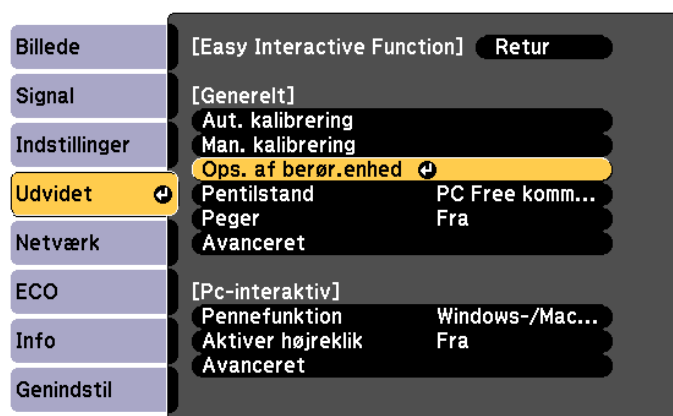 Billede
Signal
Indstillinger
Udvidet
Netværk
ECO
Info
Genindstil
[Easy Interactive Function] Retur
[Generelt]
Aut. kalibrering
Man. kalibrering
Ops. af berør.enhed
Pentilstand PC Free komm...
Peger Fra
Avanceret
[Pc-interaktiv]
Pennefunktion Windows-/Mac...
Aktiver højreklik Fra
Avanceret